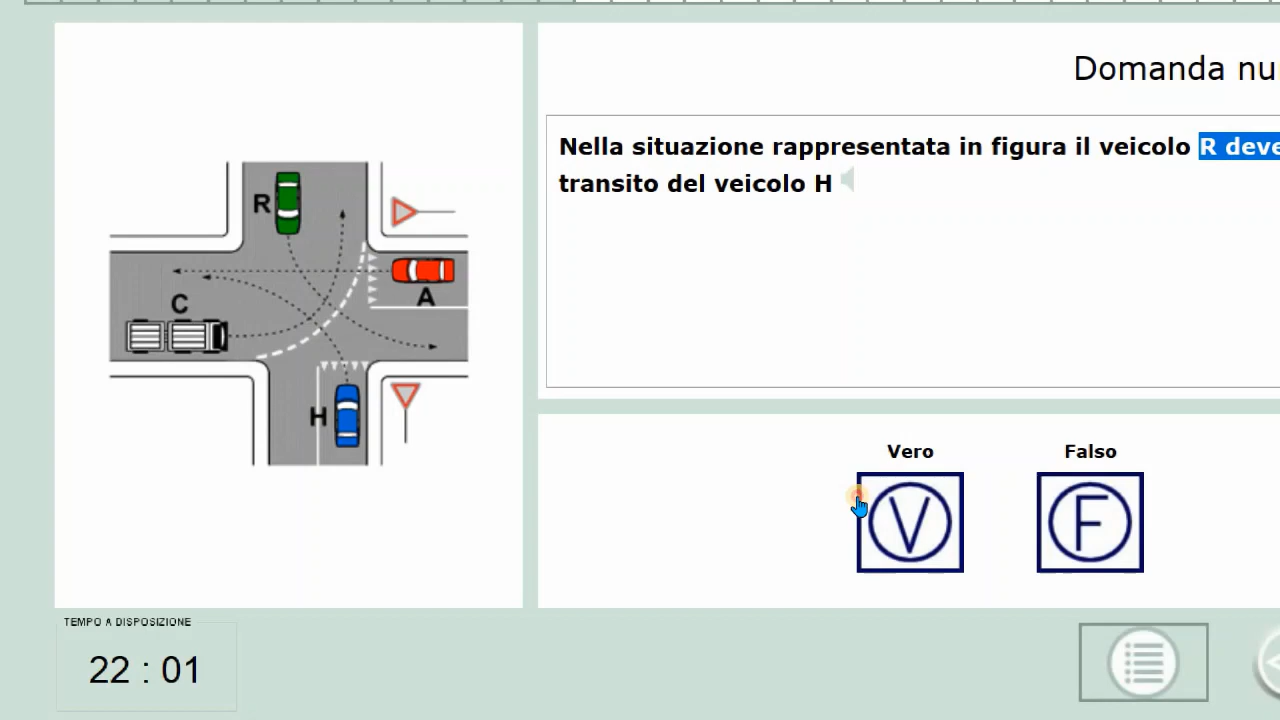 Domanda nu
Nella situazione rappresentata in figura il veicolo R deve
transito del veicolo H
R
C
A
H
Vero
Falso
V
F
TEMPO A DISPOSIZIONE
22 : 01